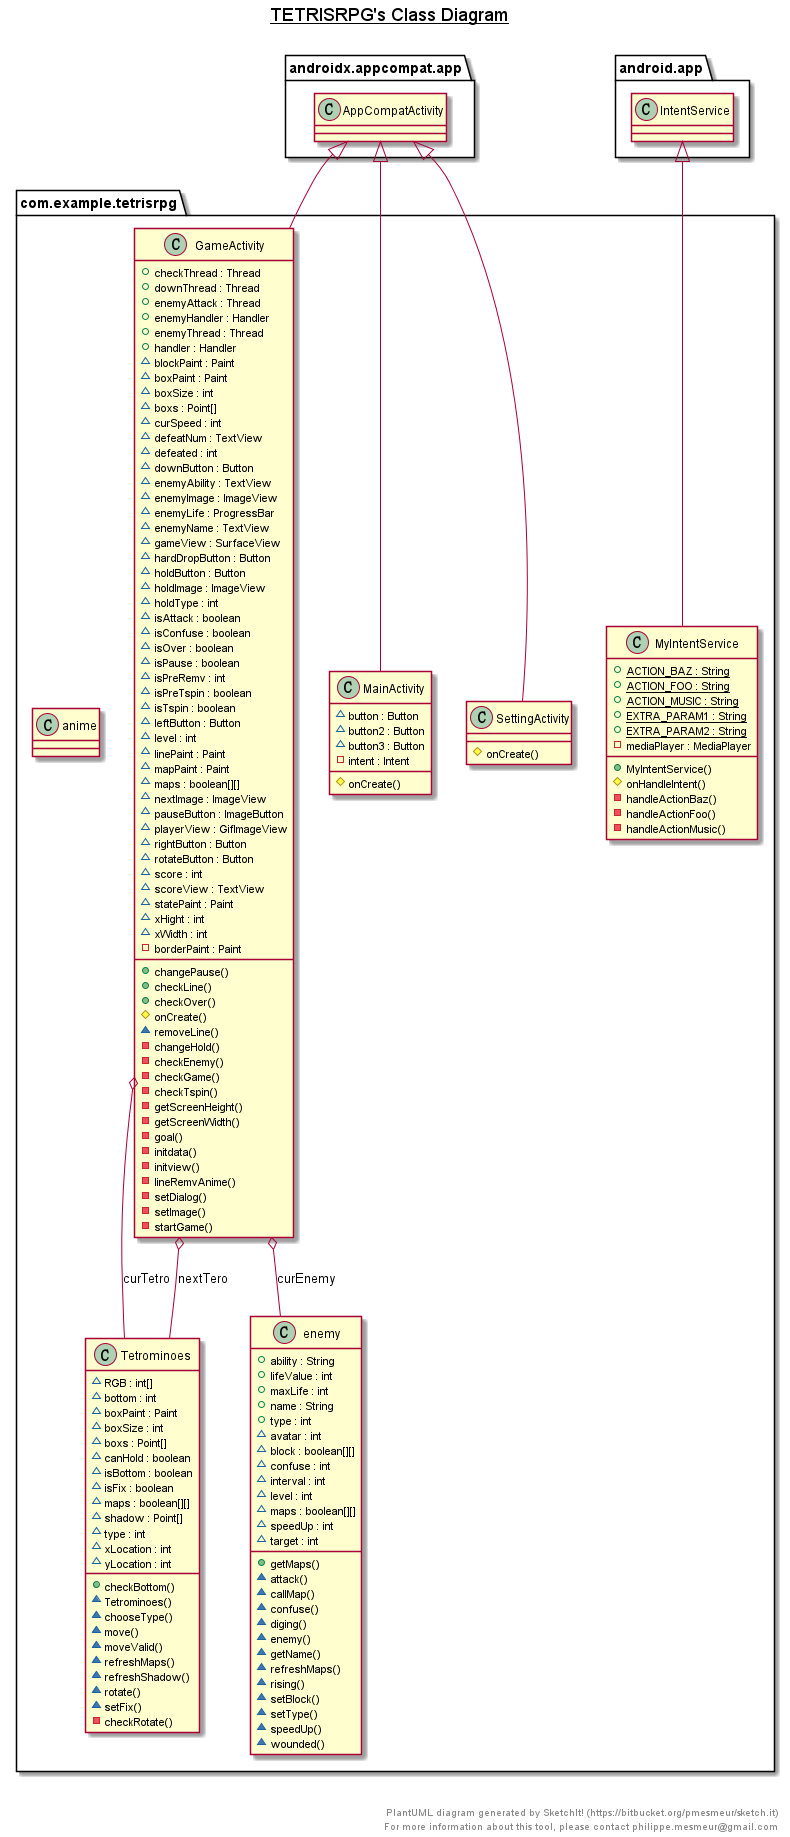 TETRISRPG's Class Diagram
androidx.appcompat.app
C AppCompatActivity
android.app
C IntentService
com.example.tetrisrpg
C GameActivity
checkThread : Thread
downThread : Thread
enemyAttack : Thread
enemyHandler : Handler
enemyThread : Thread
handler : Handler
blockPaint : Paint
boxPaint : Paint
boxSize : int
boxs : Point[]
curSpeed : int
defeatNum : TextView
defeated : int
downButton : Button
enemyAbility : TextView
enemyImage : ImageView
enemyLife : ProgressBar
enemyName : TextView
gameView : SurfaceView
hardDropButton : Button
holdButton : Button
holdImage : ImageView
holdType : int
isAttack : boolean
isConfuse : boolean
isOver : boolean
isPause : boolean
isPreRemv : int
isPreTspin : boolean
isTspin : boolean
leftButton : Button
level : int
linePaint : Paint
mapPaint : Paint
maps : boolean[][]
nextImage : ImageView
pauseButton : ImageButton
playerView : GifImageView
rightButton : Button
rotateButton : Button
score : int
scoreView : TextView
statePaint : Paint
xHight : int
xWidth : int
borderPaint : Paint
changePause()
checkLine()
checkOver()
onCreate()
removeLine()
changeHold()
checkEnemy()
checkGame()
checkTspin()
getScreenHeight()
getScreenWidth()
goal()
initdata()
initview()
lineRemvAnime()
setDialog()
setImage()
startGame()
C anime
C MainActivity
button : Button
button2 : Button
button3 : Button
intent : Intent
onCreate()
C SettingActivity
onCreate()
C MyIntentService
ACTION_BAZ : String
ACTION_FOO : String
ACTION_MUSIC : String
EXTRA_PARAM1 : String
EXTRA_PARAM2 : String
mediaPlayer : MediaPlayer
MyIntentService()
onHandleIntent()
handleActionBaz()
handleActionFoo()
handleActionMusic()
curTetro
nextTero
curEnemy
C Tetrominoes
RGB : int[]
bottom : int
boxPaint : Paint
boxSize : int
boxs : Point[]
canHold : boolean
isBottom : boolean
isFix : boolean
maps : boolean[][]
shadow : Point[]
type : int
xLocation : int
yLocation : int
checkBottom()
Tetrominoes()
chooseType()
move()
moveValid()
refreshMaps()
refreshShadow()
rotate()
setFix()
checkRotate()
C enemy
ability : String
lifeValue : int
maxLife : int
name : String
type : int
avatar : int
block : boolean[][]
confuse : int
interval : int
level : int
maps : boolean[][]
speedUp : int
target : int
getMaps()
attack()
callMap()
confuse()
diging()
enemy()
getName()
refreshMaps()
rising()
setBlock()
setType()
speedUp()
wounded()
PlantUML diagram generated by SketchIt! (https://bitbucket.org/pmesmeur/sketch.it)
For more information about this tool, please contact philippe.mesmeur@gmail.com